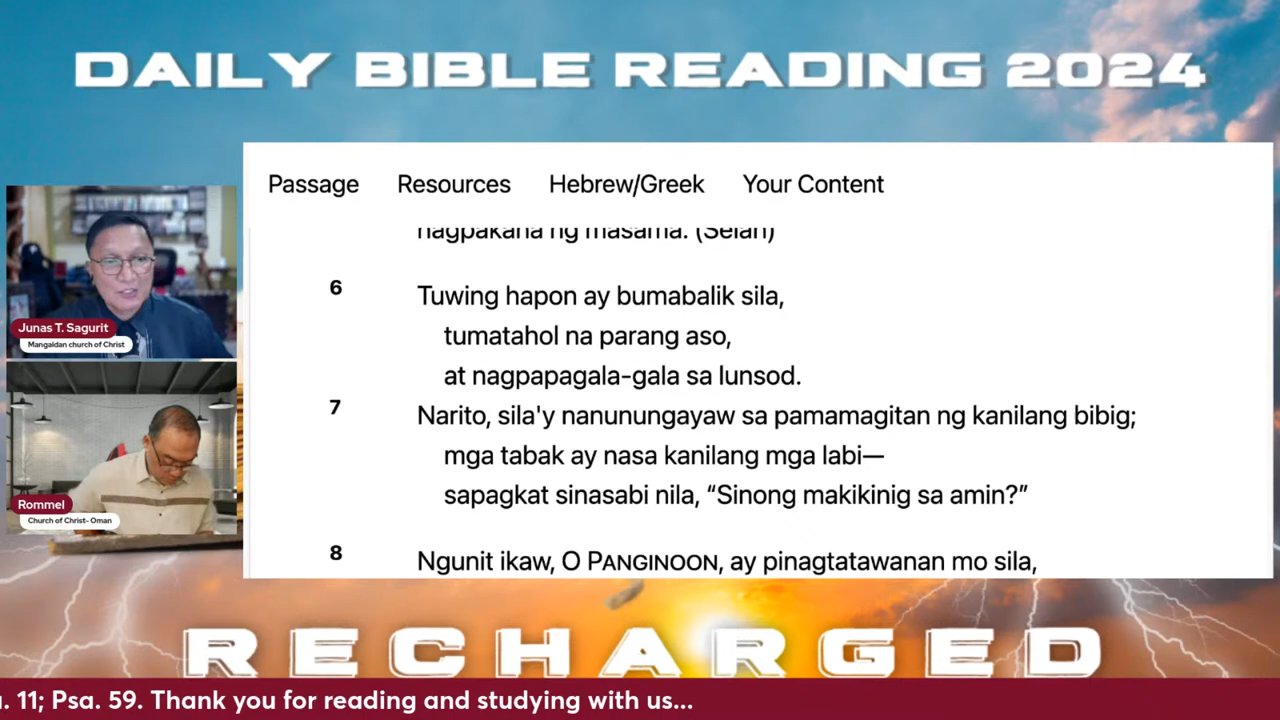 DAILY BIBLE READING 2024
Passage Resources Hebrew/Greek Your Content
nagpakana ng masama. (Selah)
6 Tuwing hapon ay bumabalik sila,
tumatahol na parang aso,
at nagpapagala-gala sa lunsod.
7 Narito, sila'y nanunungayaw sa pamamagitan ng kanilang bibig;
mga tabak ay nasa kanilang mga labi—
sapagkat sinasabi nila, “Sinong makikinig sa amin?”
8 Ngunit ikaw, O PANGINOON, ay pinagtatawanan mo sila,
Junas T. Sagurit
Mangaldan church of Christ
Rommel
Church of Christ- Oman
RECHARGED
. 11; Psa. 59. Thank you for reading and studying with us...